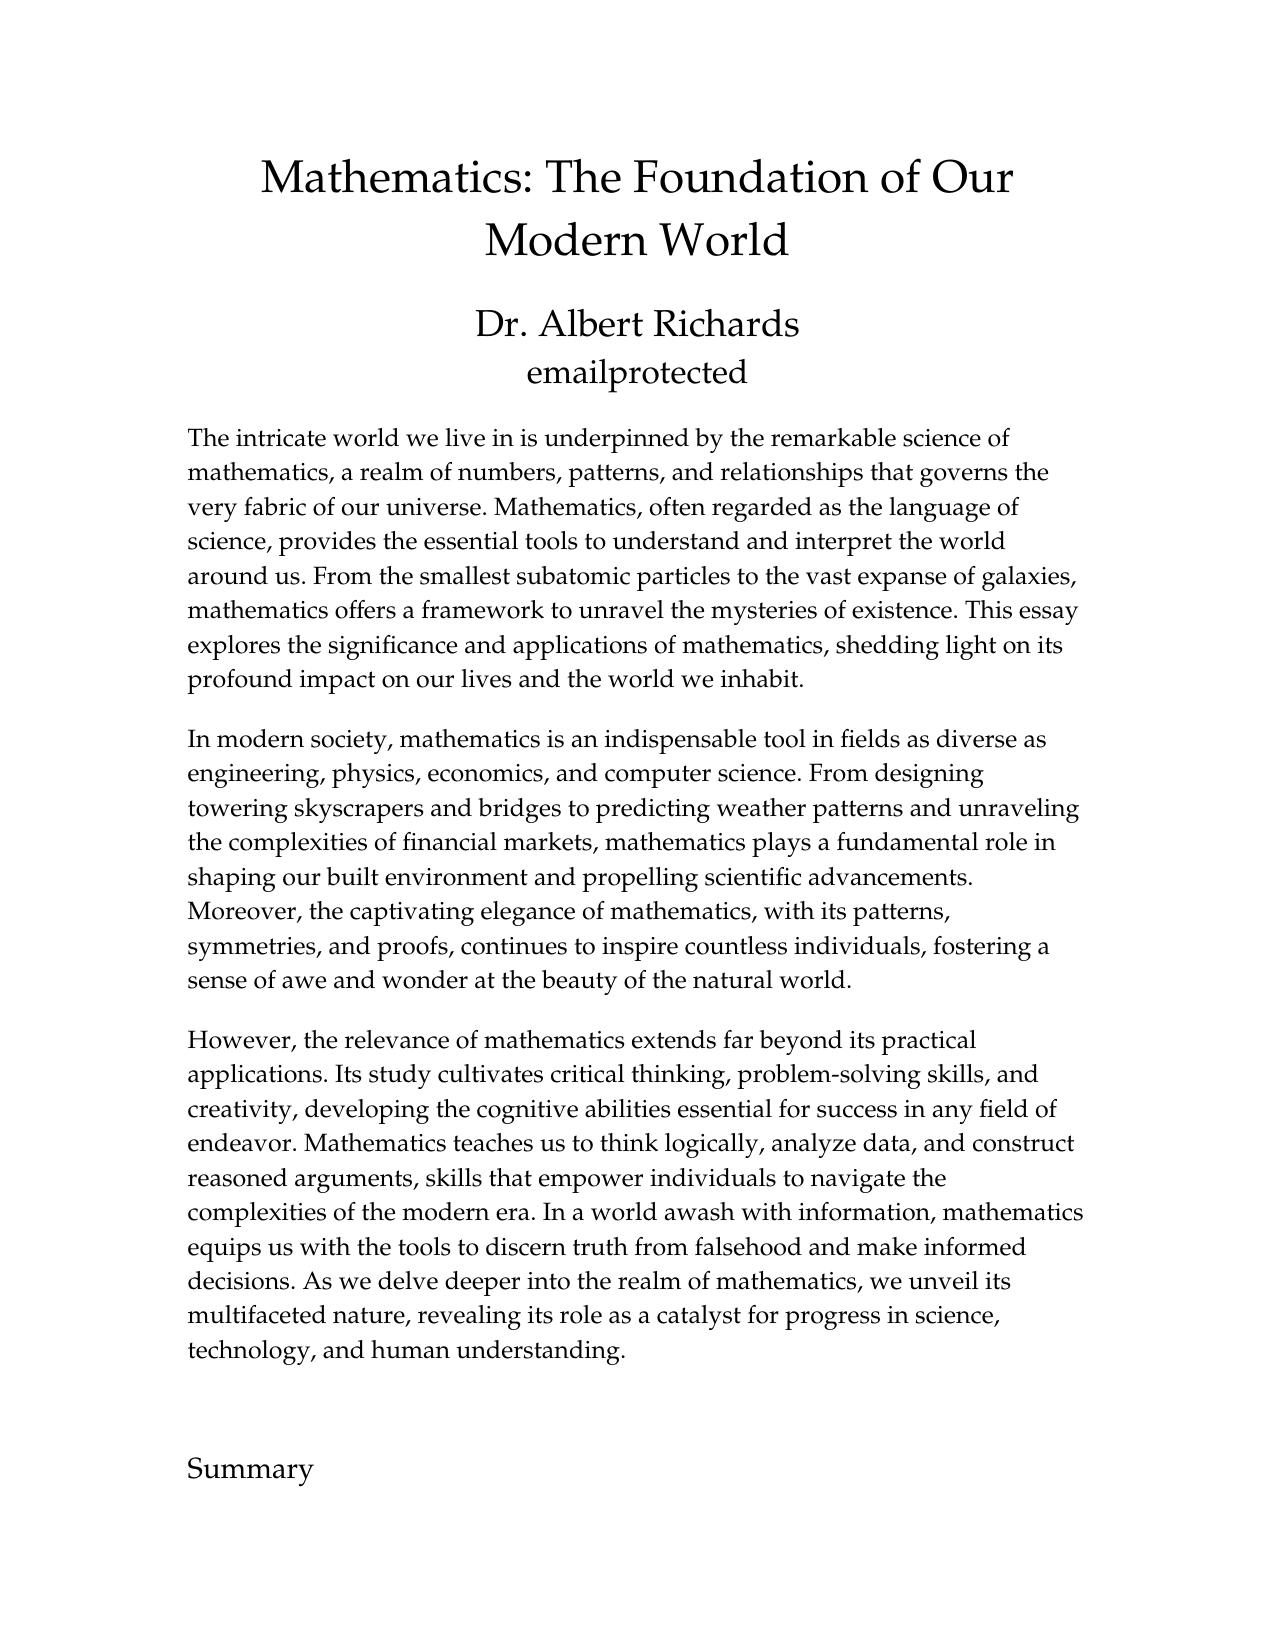 Mathematics: The Foundation of Our
Modern World
Dr. Albert Richards
emailprotected
The intricate world we live in is underpinned by the remarkable science of
mathematics, a realm of numbers, patterns, and relationships that governs the
very fabric of our universe. Mathematics, often regarded as the language of
science, provides the essential tools to understand and interpret the world
around us. From the smallest subatomic particles to the vast expanse of galaxies,
mathematics offers a framework to unravel the mysteries of existence. This essay
explores the significance and applications of mathematics, shedding light on its
profound impact on our lives and the world we inhabit.
In modern society, mathematics is an indispensable tool in fields as diverse as
engineering, physics, economics, and computer science. From designing
towering skyscrapers and bridges to predicting weather patterns and unraveling
the complexities of financial markets, mathematics plays a fundamental role in
shaping our built environment and propelling scientific advancements.
Moreover, the captivating elegance of mathematics, with its patterns,
symmetries, and proofs, continues to inspire countless individuals, fostering a
sense of awe and wonder at the beauty of the natural world.
However, the relevance of mathematics extends far beyond its practical
applications. Its study cultivates critical thinking, problem-solving skills, and
creativity, developing the cognitive abilities essential for success in any field of
endeavor. Mathematics teaches us to think logically, analyze data, and construct
reasoned arguments, skills that empower individuals to navigate the
complexities of the modern era. In a world awash with information, mathematics
equips us with the tools to discern truth from falsehood and make informed
decisions. As we delve deeper into the realm of mathematics, we unveil its
multifaceted nature, revealing its role as a catalyst for progress in science,
technology, and human understanding.
Summary